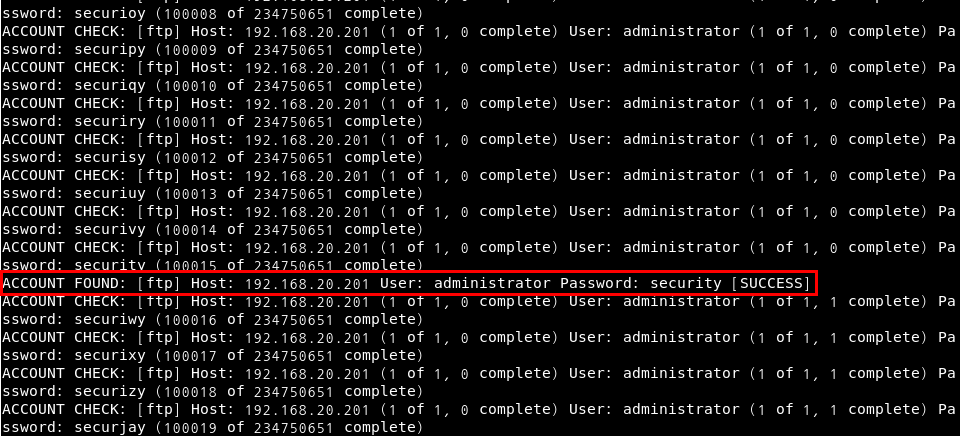 ssword: securioy (100008 of 234750651 complete)
ACCOUNT CHECK: [ftp] Host: 192.168.20.201 (1 of 1, 0 complete) User: administrator (1 of 1, 0 complete) Pa
ssword: securipy (100009 of 234750651 complete)
ACCOUNT CHECK: [ftp] Host: 192.168.20.201 (1 of 1, 0 complete) User: administrator (1 of 1, 0 complete) Pa
ssword: securiqy (100010 of 234750651 complete)
ACCOUNT CHECK: [ftp] Host: 192.168.20.201 (1 of 1, 0 complete) User: administrator (1 of 1, 0 complete) Pa
ssword: securiry (100011 of 234750651 complete)
ACCOUNT CHECK: [ftp] Host: 192.168.20.201 (1 of 1, 0 complete) User: administrator (1 of 1, 0 complete) Pa
ssword: securisy (100012 of 234750651 complete)
ACCOUNT CHECK: [ftp] Host: 192.168.20.201 (1 of 1, 0 complete) User: administrator (1 of 1, 0 complete) Pa
ssword: securiuy (100013 of 234750651 complete)
ACCOUNT CHECK: [ftp] Host: 192.168.20.201 (1 of 1, 0 complete) User: administrator (1 of 1, 0 complete) Pa
ssword: securivy (100014 of 234750651 complete)
ACCOUNT CHECK: [ftp] Host: 192.168.20.201 (1 of 1, 0 complete) User: administrator (1 of 1, 0 complete) Pa
ssword: security (100015 of 234750651 complete)
ACCOUNT FOUND: [ftp] Host: 192.168.20.201 User: administrator Password: security [SUCCESS]
ACCOUNT CHECK: [ftp] Host: 192.168.20.201 (1 of 1, 0 complete) User: administrator (1 of 1, 1 complete) Pa
ssword: securiwy (100016 of 234750651 complete)
ACCOUNT CHECK: [ftp] Host: 192.168.20.201 (1 of 1, 0 complete) User: administrator (1 of 1, 1 complete) Pa
ssword: securixy (100017 of 234750651 complete)
ACCOUNT CHECK: [ftp] Host: 192.168.20.201 (1 of 1, 0 complete) User: administrator (1 of 1, 1 complete) Pa
ssword: securizy (100018 of 234750651 complete)
ACCOUNT CHECK: [ftp] Host: 192.168.20.201 (1 of 1, 0 complete) User: administrator (1 of 1, 1 complete) Pa
ssword: securjay (100019 of 234750651 complete)